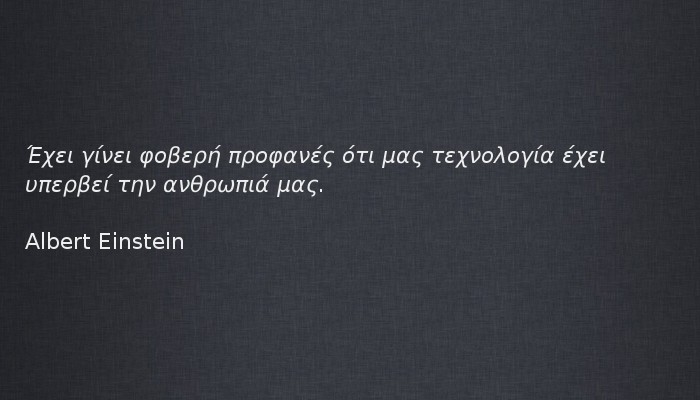 Έχει γίνει φοβερή προφανές ότι μας τεχνολογία έχει
υπερβεί την ανθρωπιά μας.
Albert Einstein